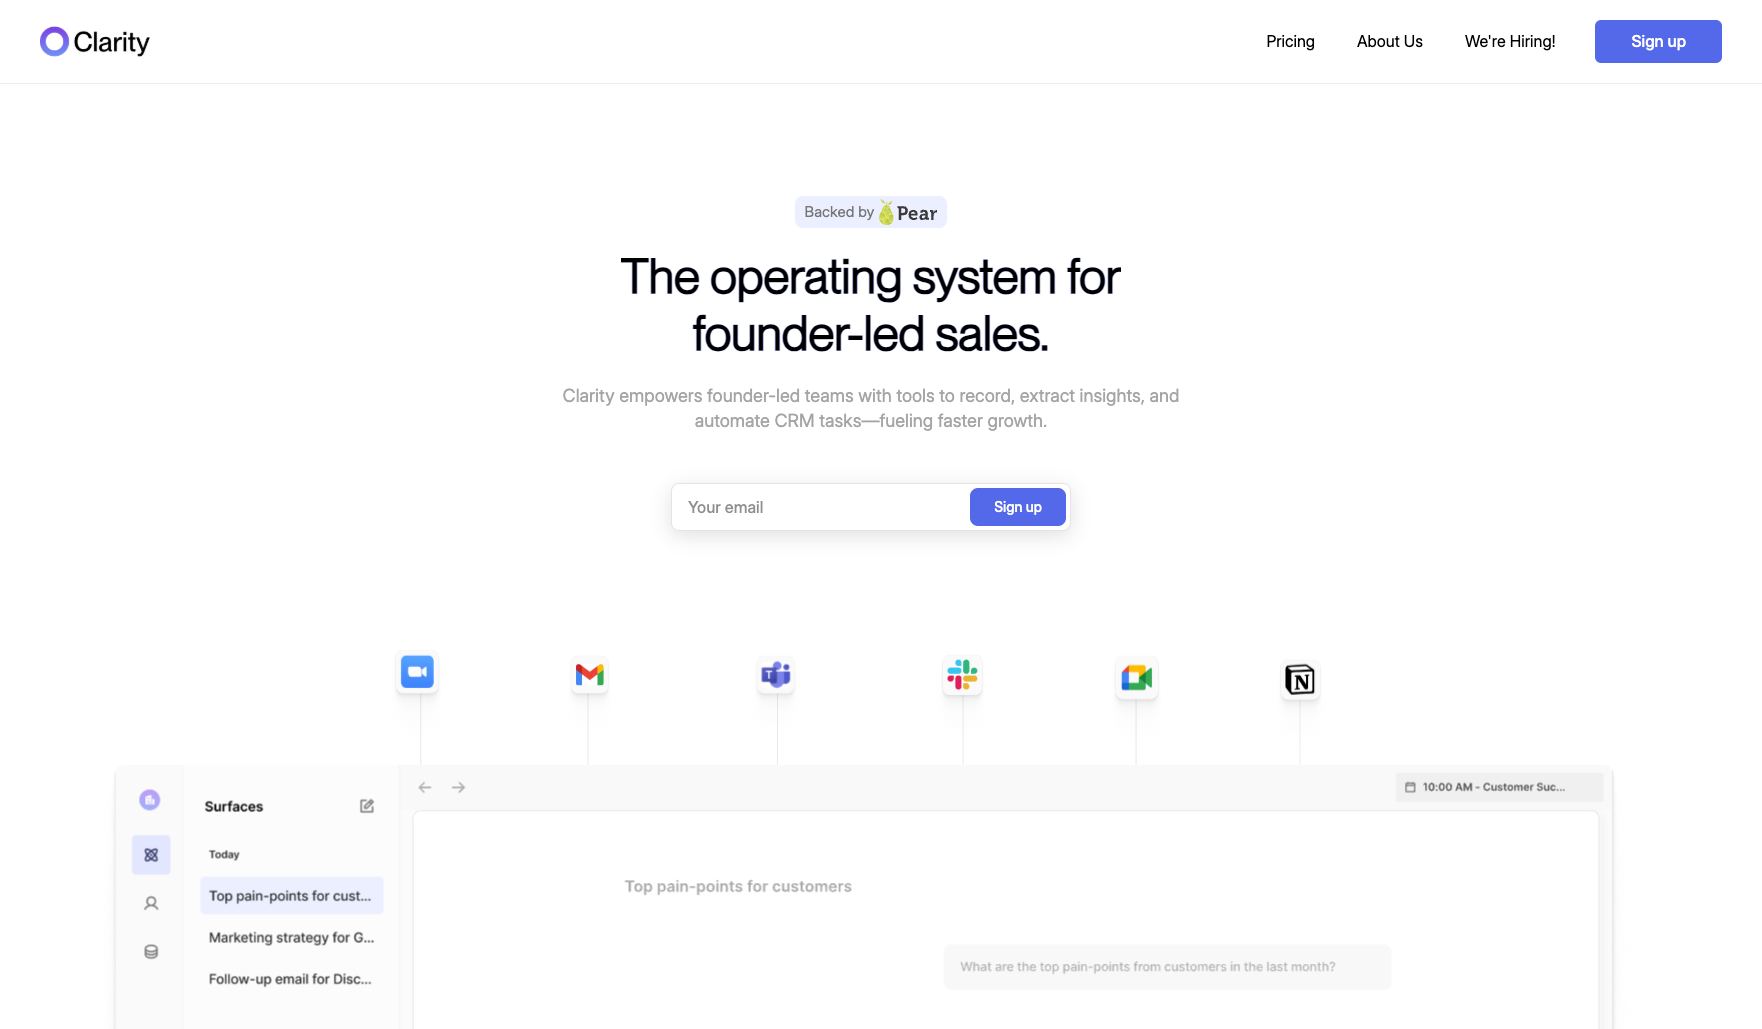 Clarity
Pricing
About Us
We're Hiring!
Sign up
Backed by Pear
The operating system for
founder-led sales.
Clarity empowers founder-led teams with tools to record, extract insights, and
automate CRM tasks—fueling faster growth.
Your email
Sign up
Surfaces
10:00 AM - Customer Suc...
Today
Top pain-points for cust...
Marketing strategy for G...
Follow-up email for Disc...
Top pain-points for customers
What are the top pain-points from customers in the last month?